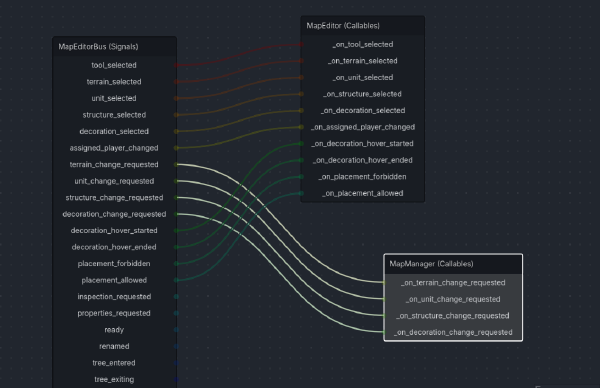 MapEditorBus (Signals)
tool_selected
terrain_selected
unit_selected
structure_selected
decoration_selected
assigned_player_changed
terrain_change_requested
unit_change_requested
structure_change_requested
decoration_change_requested
decoration_hover_started
decoration_hover_ended
placement_forbidden
placement_allowed
inspection_requested
properties_requested
ready
renamed
tree_entered
tree_exiting
MapEditor (Callables)
_on_tool_selected
_on_terrain_selected
_on_unit_selected
_on_structure_selected
_on_decoration_selected
_on_assigned_player_changed
_on_decoration_hover_started
_on_decoration_hover_ended
_on_placement_forbidden
_on_placement_allowed
MapManager (Callables)
_on_terrain_change_requested
_on_unit_change_requested
_on_structure_change_requested
_on_decoration_change_requested